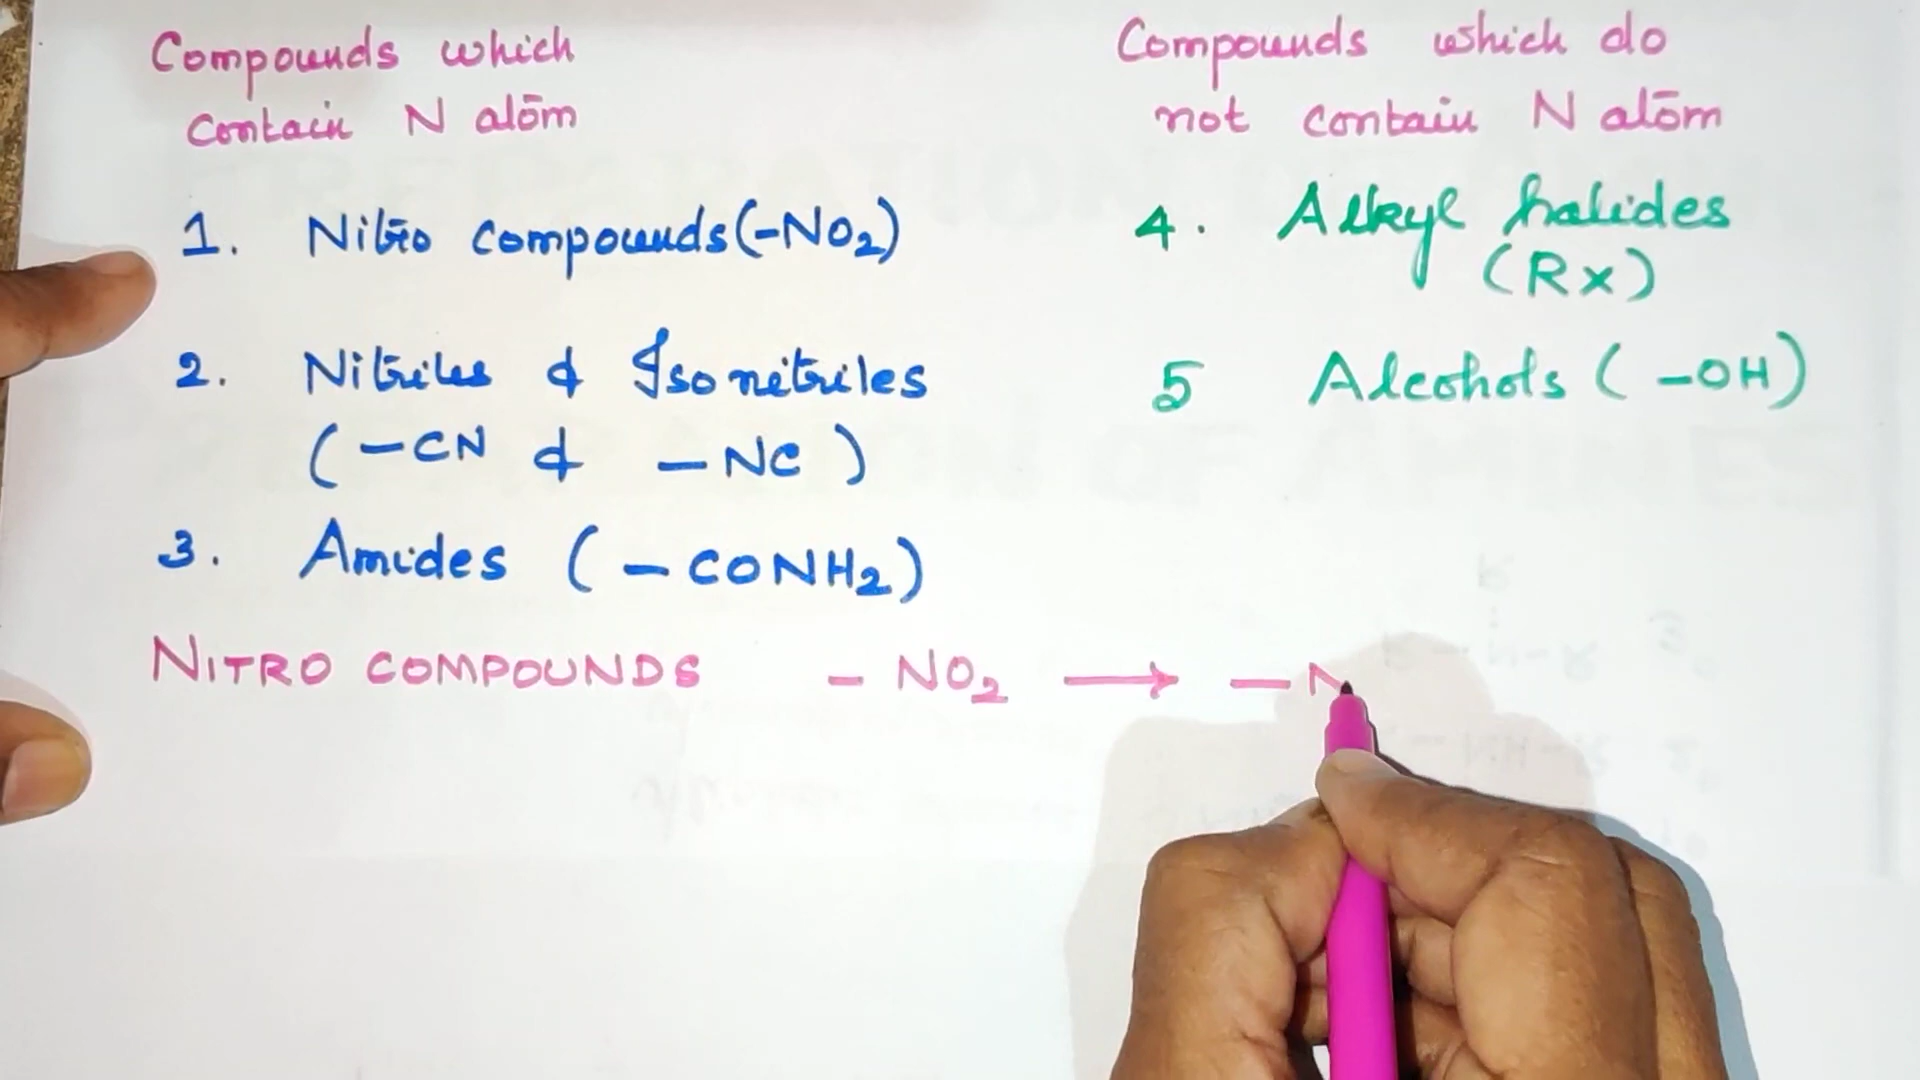 Compounds which
contain N atom
1. Nitro compounds (-NO₂)
2. Nitriles & Isonitriles
( -CN & - NC )
3. Amides ( - CONH₂)
Compounds which do
not contain N atom
4. Alkyl halides
(Rx)
5 Alcohols ( -OH)
NITRO COMPOUNDS - NO₂ → - N